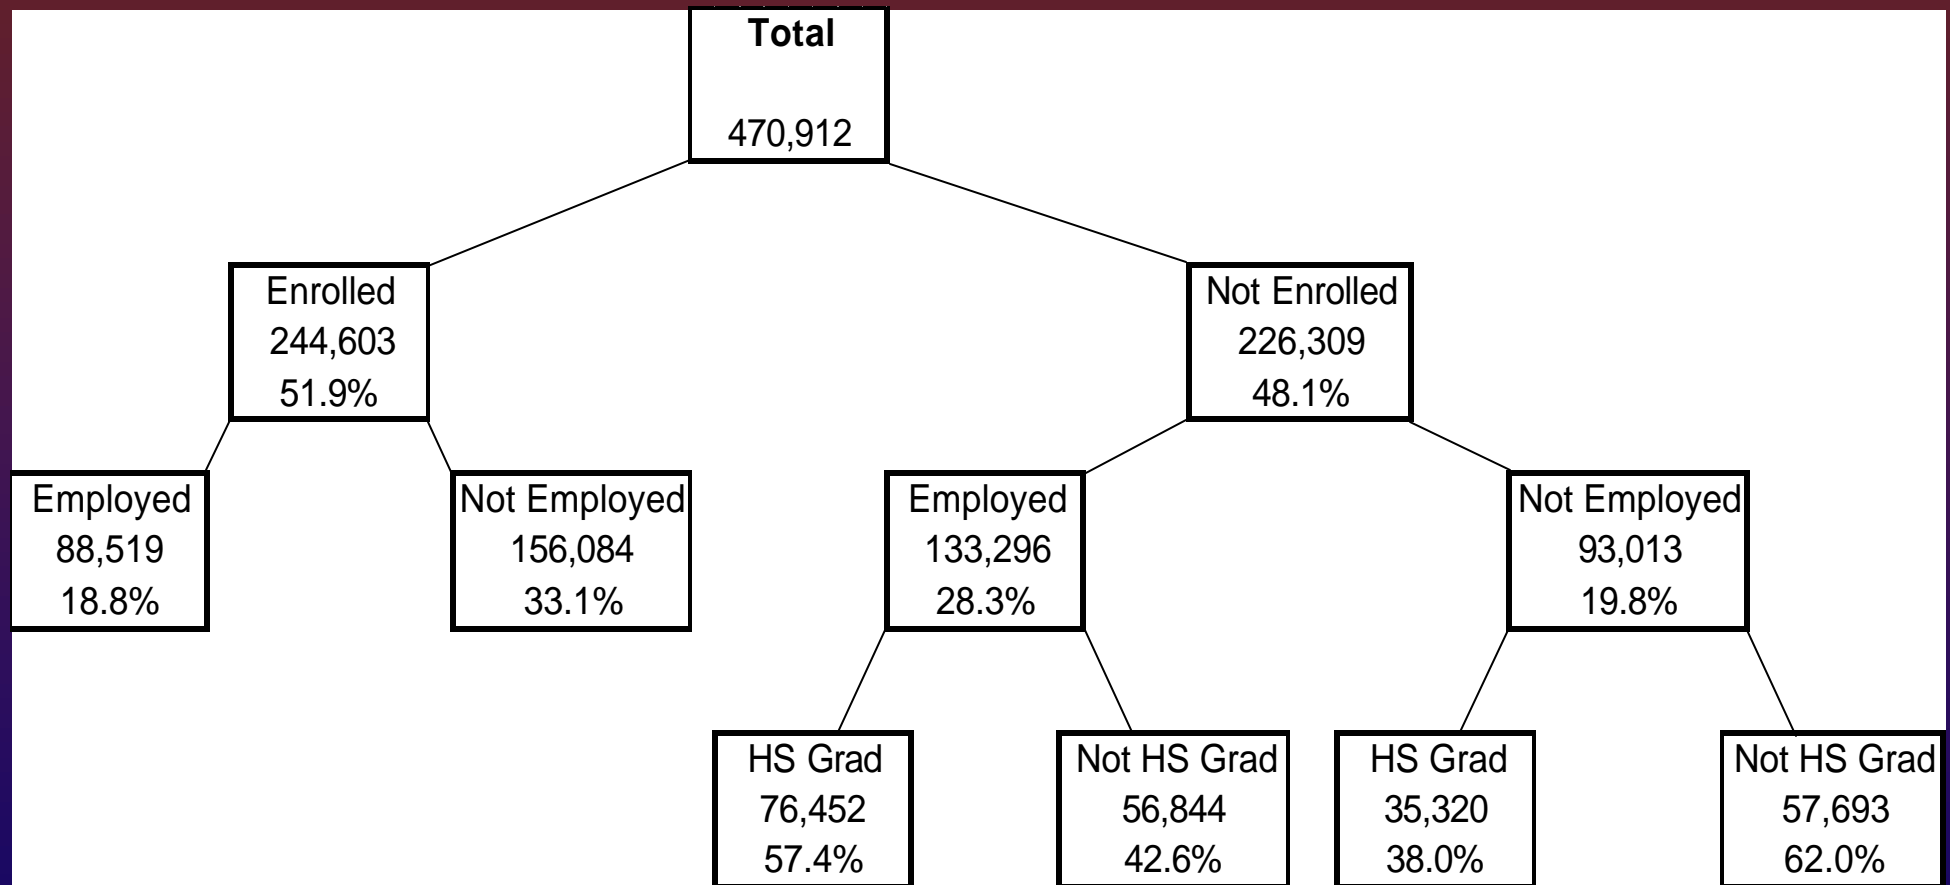 Total
470,912
Enrolled
244,603
51.9%
Not Enrolled
226,309
48.1%
Employed
88,519
18.8%
Not Employed
156,084
33.1%
Employed
133,296
28.3%
Not Employed
93,013
19.8%
HS Grad
76,452
57.4%
Not HS Grad
56,844
42.6%
HS Grad
35,320
38.0%
Not HS Grad
57,693
62.0%